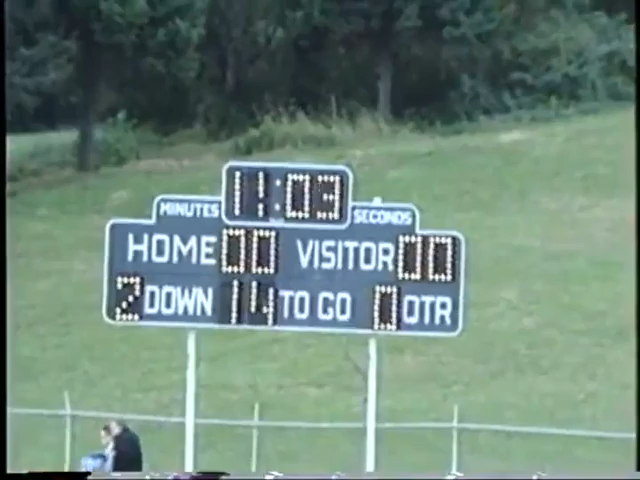 11:03
MINUTES SECONDS
HOME 00 VISITOR 00
2 DOWN 14 TO GO 0 QTR